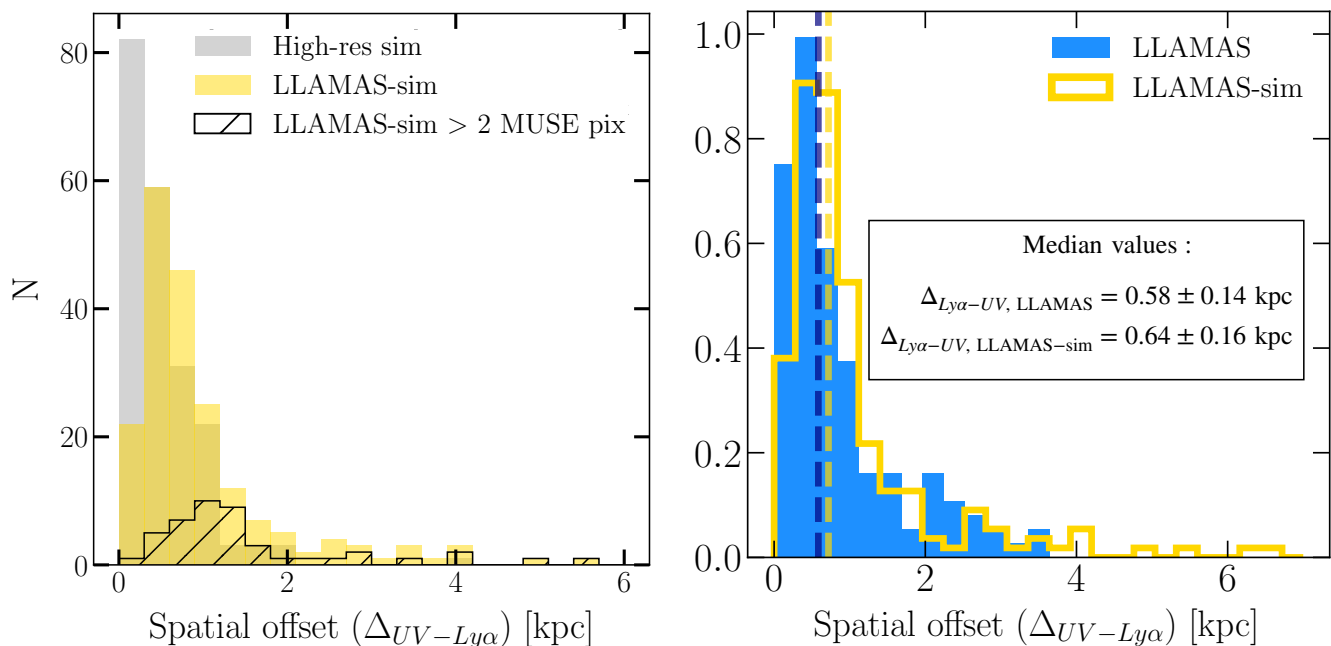 High-res sim
LLAMAS-sim
LLAMAS-sim > 2 MUSE pix
80
60
40
20
0
N
0 2 4 6
Spatial offset (Δ_{UV−Lyα}) [kpc]
LLAMAS
LLAMAS-sim
1.0
0.8
0.6
0.4
0.2
0.0
Median values :
Δ_{Lyα−UV, LLAMAS} = 0.58 ± 0.14 kpc
Δ_{Lyα−UV, LLAMAS−sim} = 0.64 ± 0.16 kpc
0 2 4 6
Spatial offset (Δ_{UV−Lyα}) [kpc]